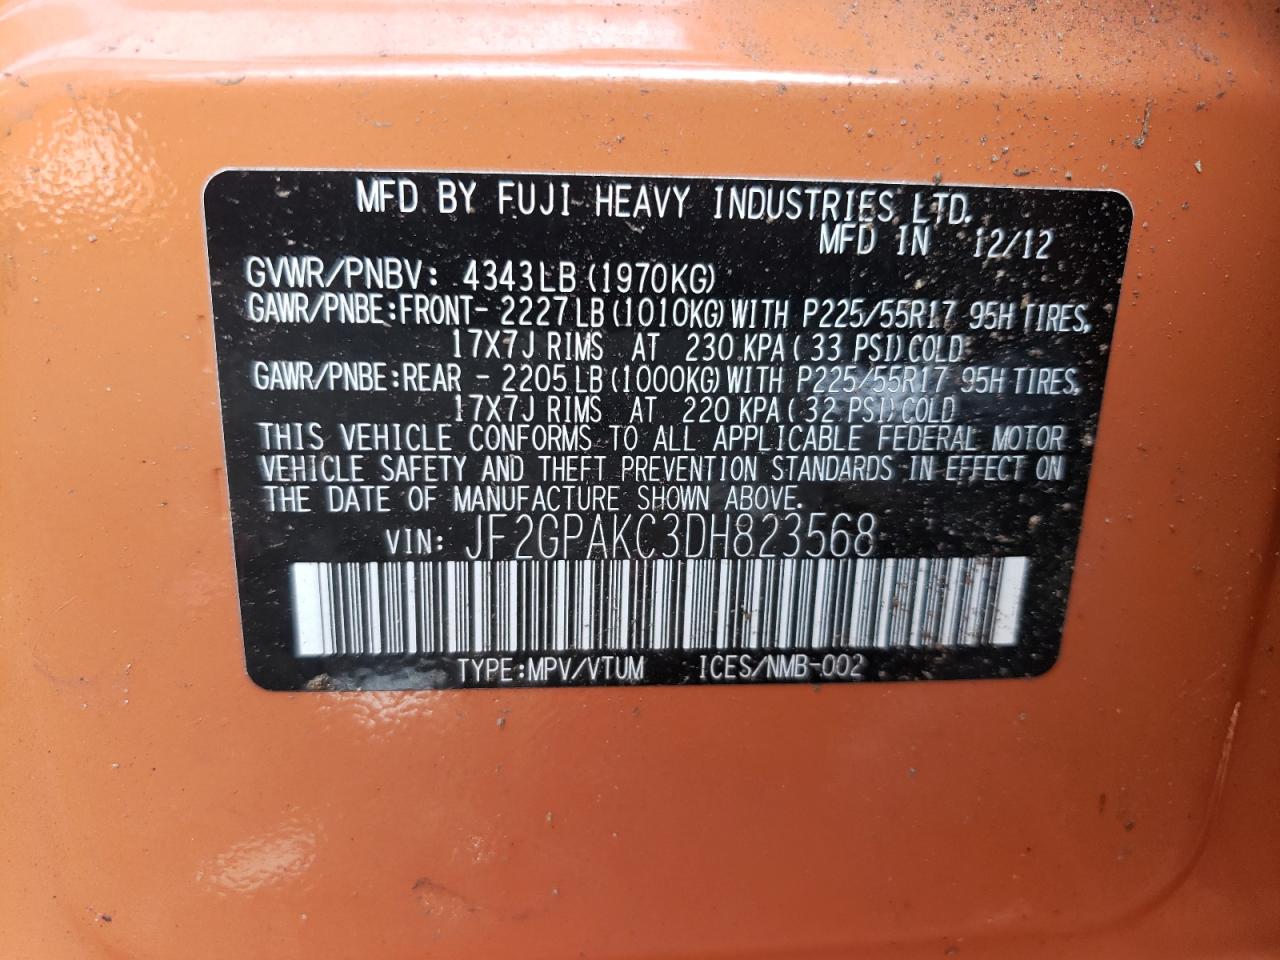 MFD BY FUJI HEAVY INDUSTRIES LTD.
MFD IN 12/12
GVWR/PNBV: 4343LB (1970KG)
GAWR/PNBE:FRONT- 2227 LB (1010KG) WITH P225/55R17 95H TIRES,
17X7J RIMS AT 230 KPA ( 33 PSI) COLD
GAWR/PNBE:REAR - 2205 LB (1000KG) WITH P225/55R17 95H TIRES,
17X7J RIMS AT 220 KPA ( 32 PSI) COLD
THIS VEHICLE CONFORMS TO ALL APPLICABLE FEDERAL MOTOR
VEHICLE SAFETY AND THEFT PREVENTION STANDARDS IN EFFECT ON
THE DATE OF MANUFACTURE SHOWN ABOVE.
VIN: JF2GPAKC3DH823568
TYPE:MPV/VTUM ICES/NMB-002